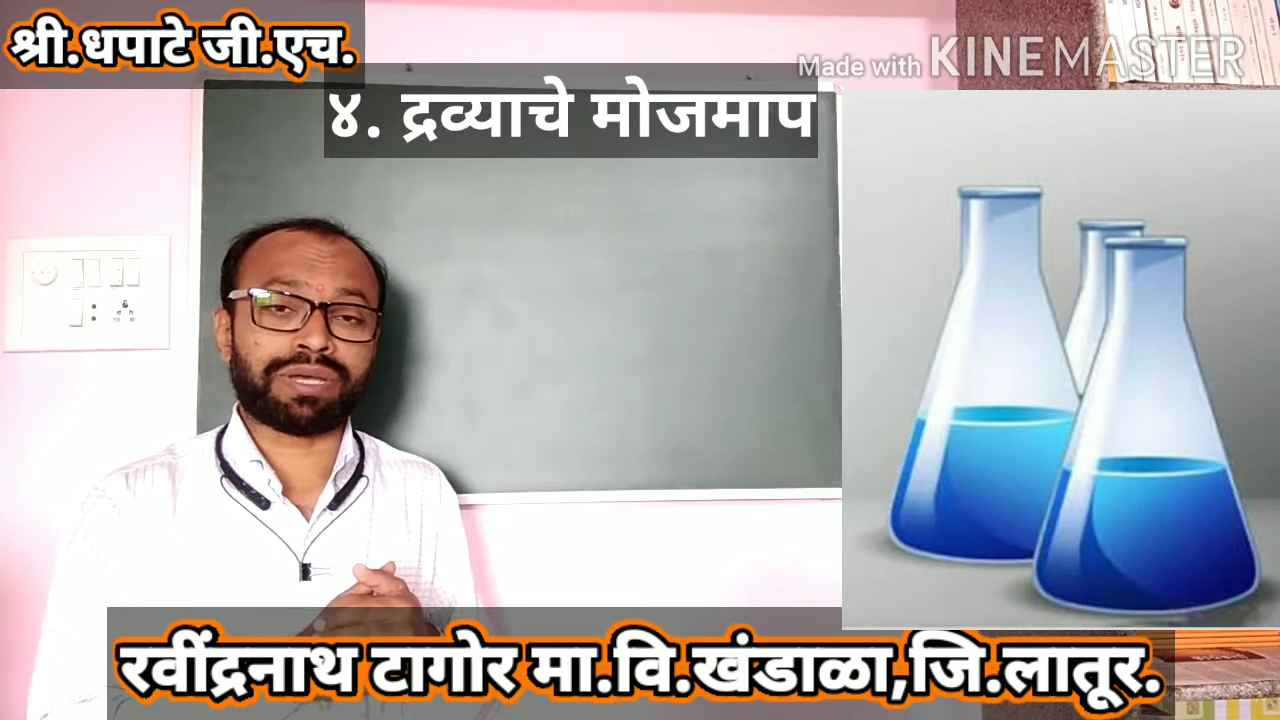 श्री.धपाटे जी.एच.
Made with KINEMASTER
४. द्रव्याचे मोजमाप
रवींद्रनाथ टागोर मा.वि.खंडाळा,जि.लातूर.